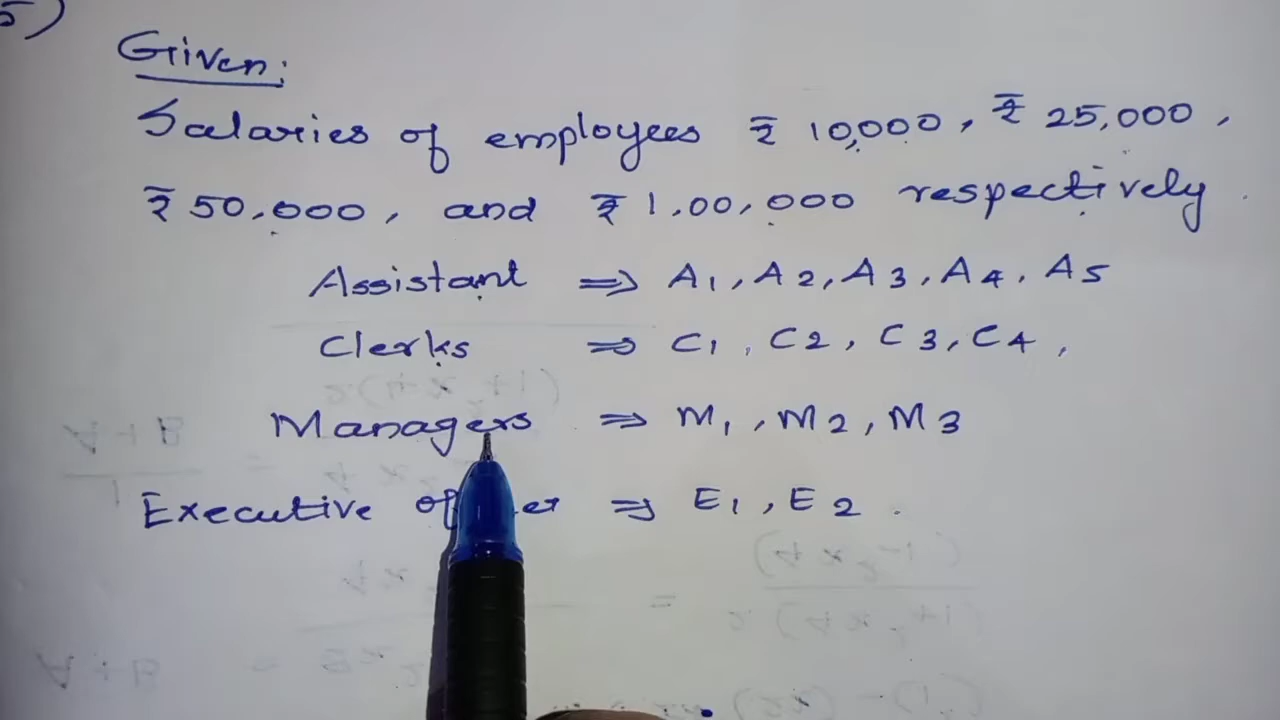 5)
Given:
Salaries of employees ₹ 10,000, ₹ 25,000,
₹ 50,000, and ₹ 1,00,000 respectively.
Assistant ⇒ A1, A2, A3, A4, A5
Clerks ⇒ C1, C2, C3, C4,
Managers ⇒ M1, M2, M3
Executive ⇒ E1, E2.